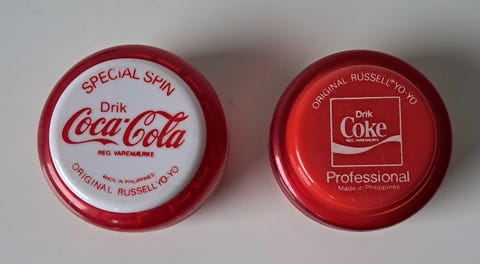 SPECIAL SPIN
Drik
Coca-Cola
REG. VAREMÆRKE
MADE IN PHILIPPINES
ORIGINAL RUSSELL YO-YO
ORIGINAL RUSSELL® YO-YO
Drik
Coke
REG. VAREMÆRKE
Professional
Made in Philippines